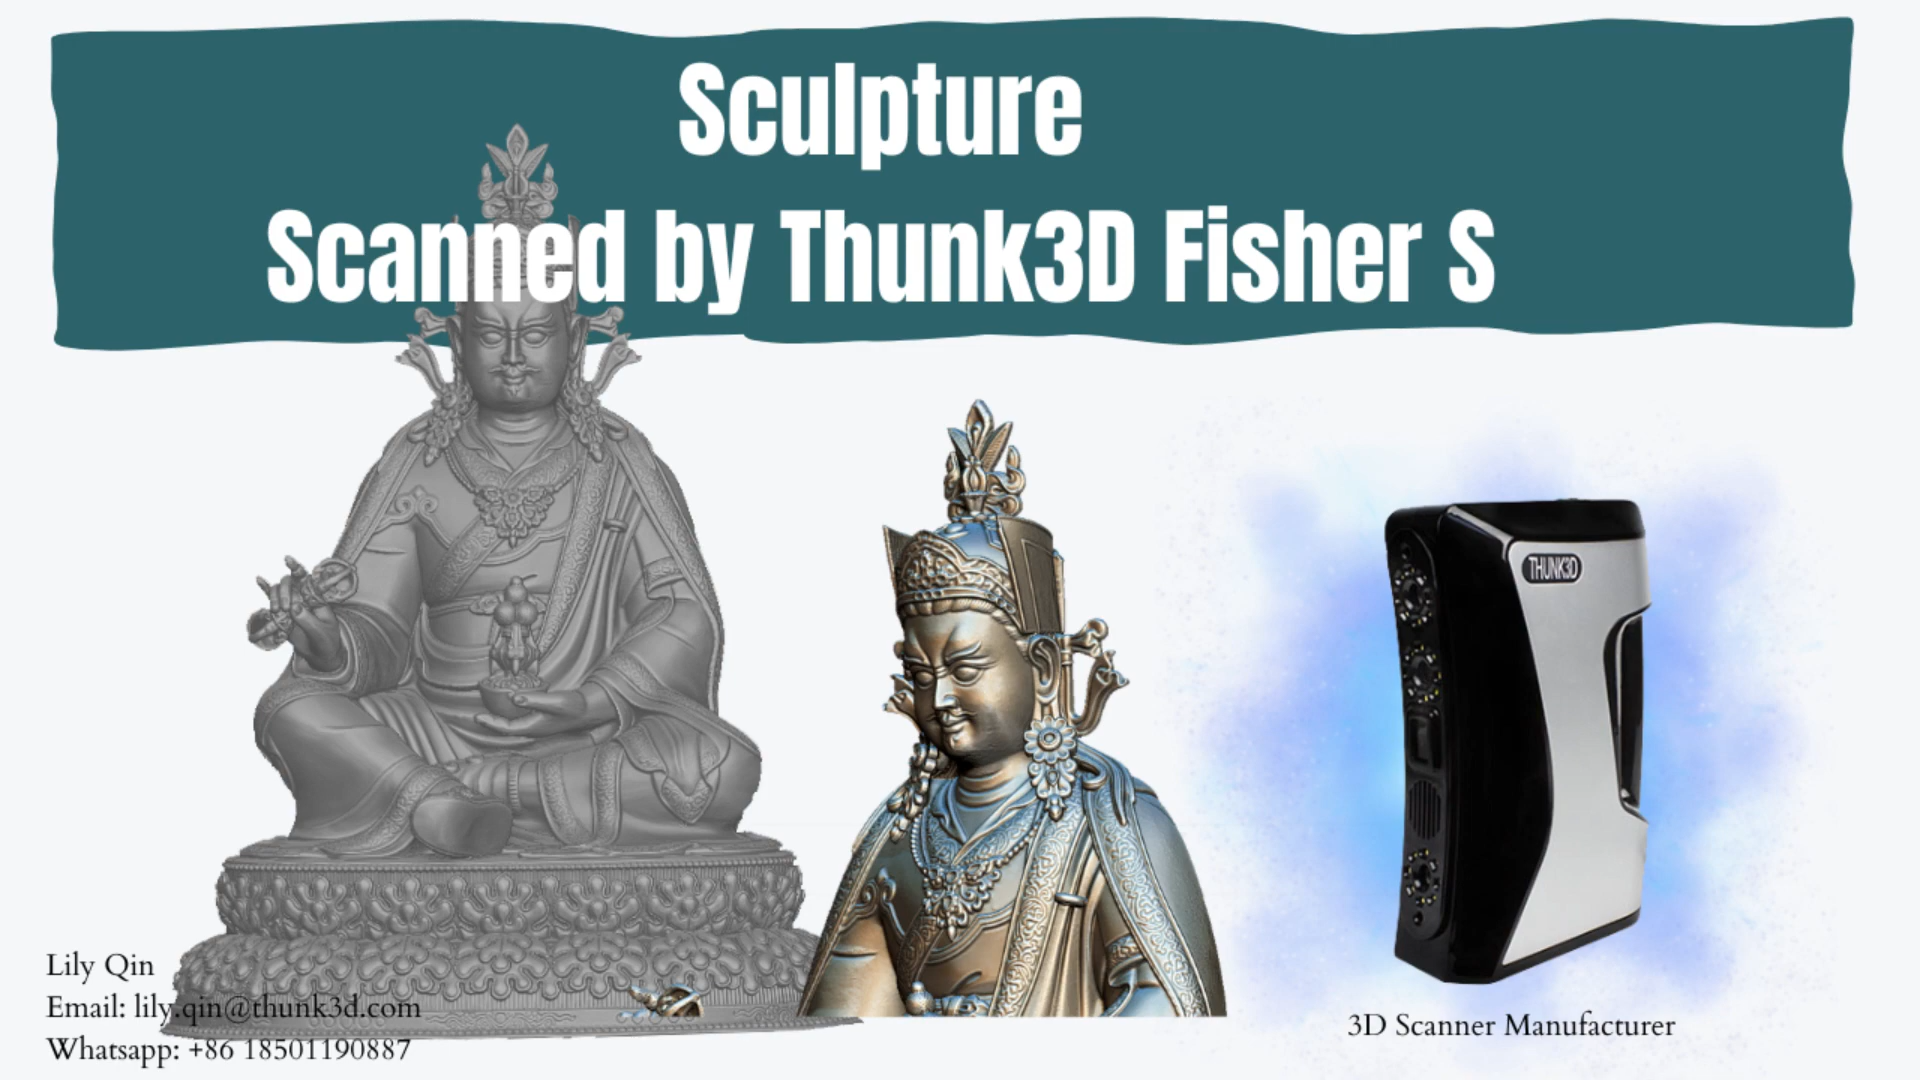 Sculpture
Scanned by Thunk3D Fisher S
THUNK3D
Lily Qin
Email: lily.qin@thunk3d.com
Whatsapp: +86 18501190887
3D Scanner Manufacturer